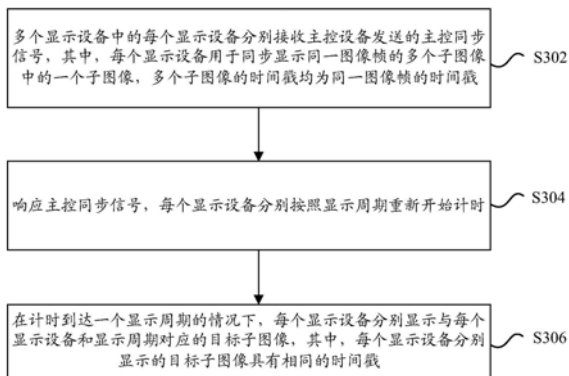 多个显示设备中的每个显示设备分别接收主控设备发送的主控同步
信号，其中，每个显示设备用于同步显示同一图像帧的多个子图像
中的一个子图像，多个子图像的时间戳均为同一图像帧的时间戳
S302
响应主控同步信号，每个显示设备分别按照显示周期重新开始计时
S304
在计时到达一个显示周期的情况下，每个显示设备分别显示与每个
显示设备和显示周期对应的目标子图像，其中，每个显示设备分别
显示的目标子图像具有相同的时间戳
S306